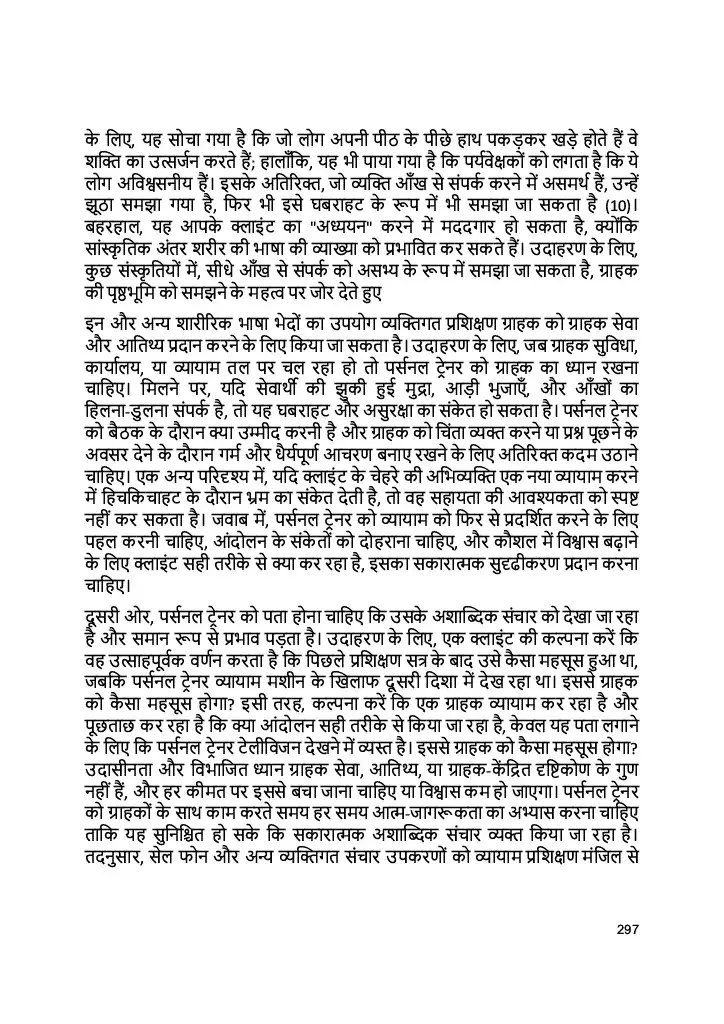 के लिए, यह सोचा गया है कि जो लोग अपनी पीठ के पीछे हाथ पकड़कर खड़े होते हैं वे
शक्ति का उत्सर्जन करते हैं; हालाँकि, यह भी पाया गया है कि पर्यवेक्षकों को लगता है कि ये
लोग अविश्वसनीय हैं। इसके अतिरिक्त, जो व्यक्ति आँख से संपर्क करने में असमर्थ हैं, उन्हें
झूठा समझा गया है, फिर भी इसे घबराहट के रूप में भी समझा जा सकता है (10)।
बहरहाल, यह आपके क्लाइंट का "अध्ययन" करने में मददगार हो सकता है, क्योंकि
सांस्कृतिक अंतर शरीर की भाषा की व्याख्या को प्रभावित कर सकते हैं। उदाहरण के लिए,
कुछ संस्कृतियों में, सीधे आँख से संपर्क को असभ्य के रूप में समझा जा सकता है, ग्राहक
की पृष्ठभूमि को समझने के महत्व पर जोर देते हुए
इन और अन्य शारीरिक भाषा भेदों का उपयोग व्यक्तिगत प्रशिक्षण ग्राहक को ग्राहक सेवा
और आतिथ्य प्रदान करने के लिए किया जा सकता है। उदाहरण के लिए, जब ग्राहक सुविधा,
कार्यालय, या व्यायाम तल पर चल रहा हो तो पर्सनल ट्रेनर को ग्राहक का ध्यान रखना
चाहिए। मिलने पर, यदि सेवार्थी की झुकी हुई मुद्रा, आड़ी भुजाएँ, और आँखों का
हिलना-डुलना संपर्क है, तो यह घबराहट और असुरक्षा का संकेत हो सकता है। पर्सनल ट्रेनर
को बैठक के दौरान क्या उम्मीद करनी है और ग्राहक को चिंता व्यक्त करने या प्रश्न पूछने के
अवसर देने के दौरान गर्म और धैर्यपूर्ण आचरण बनाए रखने के लिए अतिरिक्त कदम उठाने
चाहिए। एक अन्य परिदृश्य में, यदि क्लाइंट के चेहरे की अभिव्यक्ति एक नया व्यायाम करने
में हिचकिचाहट के दौरान भ्रम का संकेत देती है, तो वह सहायता की आवश्यकता को स्पष्ट
नहीं कर सकता है। जवाब में, पर्सनल ट्रेनर को व्यायाम को फिर से प्रदर्शित करने के लिए
पहल करनी चाहिए, आंदोलन के संकेतों को दोहराना चाहिए, और कौशल में विश्वास बढ़ाने
के लिए क्लाइंट सही तरीके से क्या कर रहा है, इसका सकारात्मक सुदृढीकरण प्रदान करना
चाहिए।
दूसरी ओर, पर्सनल ट्रेनर को पता होना चाहिए कि उसके अशाब्दिक संचार को देखा जा रहा
है और समान रूप से प्रभाव पड़ता है। उदाहरण के लिए, एक क्लाइंट की कल्पना करें कि
वह उत्साहपूर्वक वर्णन करता है कि पिछले प्रशिक्षण सत्र के बाद उसे कैसा महसूस हुआ था,
जबकि पर्सनल ट्रेनर व्यायाम मशीन के खिलाफ दूसरी दिशा में देख रहा था। इससे ग्राहक
को कैसा महसूस होगा? इसी तरह, कल्पना करें कि एक ग्राहक व्यायाम कर रहा है और
पूछताछ कर रहा है कि क्या आंदोलन सही तरीके से किया जा रहा है, केवल यह पता लगाने
के लिए कि पर्सनल ट्रेनर टेलीविजन देखने में व्यस्त है। इससे ग्राहक को कैसा महसूस होगा?
उदासीनता और विभाजित ध्यान ग्राहक सेवा, आतिथ्य, या ग्राहक-केंद्रित दृष्टिकोण के गुण
नहीं हैं, और हर कीमत पर इससे बचा जाना चाहिए या विश्वास कम हो जाएगा। पर्सनल ट्रेनर
को ग्राहकों के साथ काम करते समय हर समय आत्म-जागरूकता का अभ्यास करना चाहिए
ताकि यह सुनिश्चित हो सके कि सकारात्मक अशाब्दिक संचार व्यक्त किया जा रहा है।
तदनुसार, सेल फोन और अन्य व्यक्तिगत संचार उपकरणों को व्यायाम प्रशिक्षण मंजिल से
297